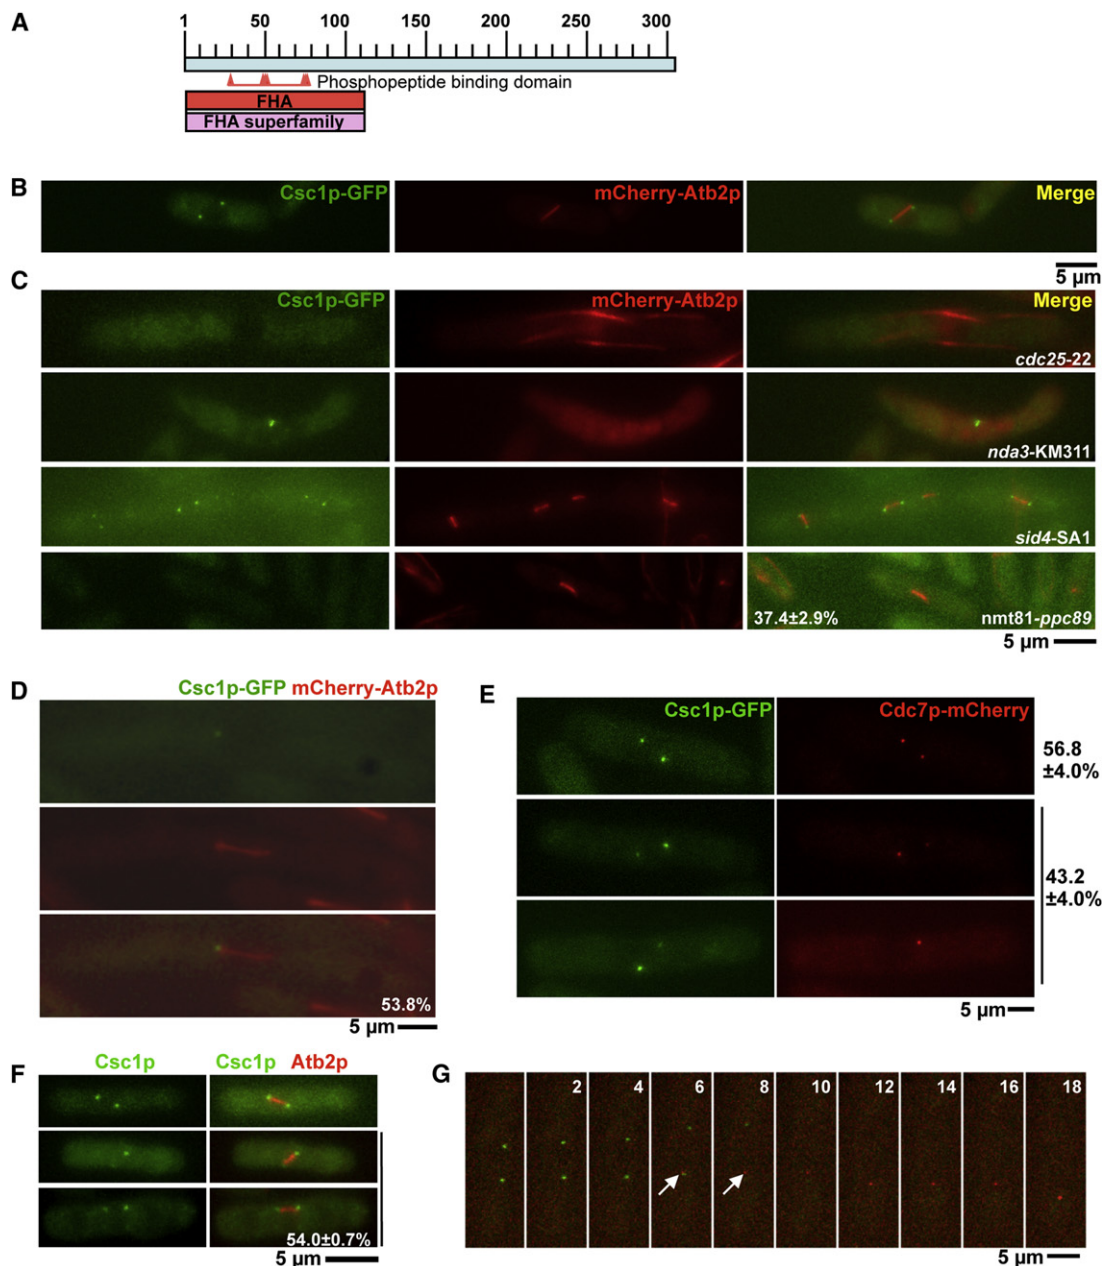 A
1 50 100 150 200 250 300
Phosphopeptide binding domain
FHA
FHA superfamily
B
Csc1p-GFP mCherry-Atb2p Merge
5 µm
C
Csc1p-GFP mCherry-Atb2p Merge
cdc25-22
nda3-KM311
sid4-SA1
37.4±2.9% nmt81-ppc89
5 µm
D
Csc1p-GFP mCherry-Atb2p
53.8%
5 µm
E
Csc1p-GFP Cdc7p-mCherry
56.8
±4.0%
43.2
±4.0%
5 µm
F
Csc1p Csc1p Atb2p
54.0±0.7%
5 µm
G
2 4 6 8 10 12 14 16 18
5 µm